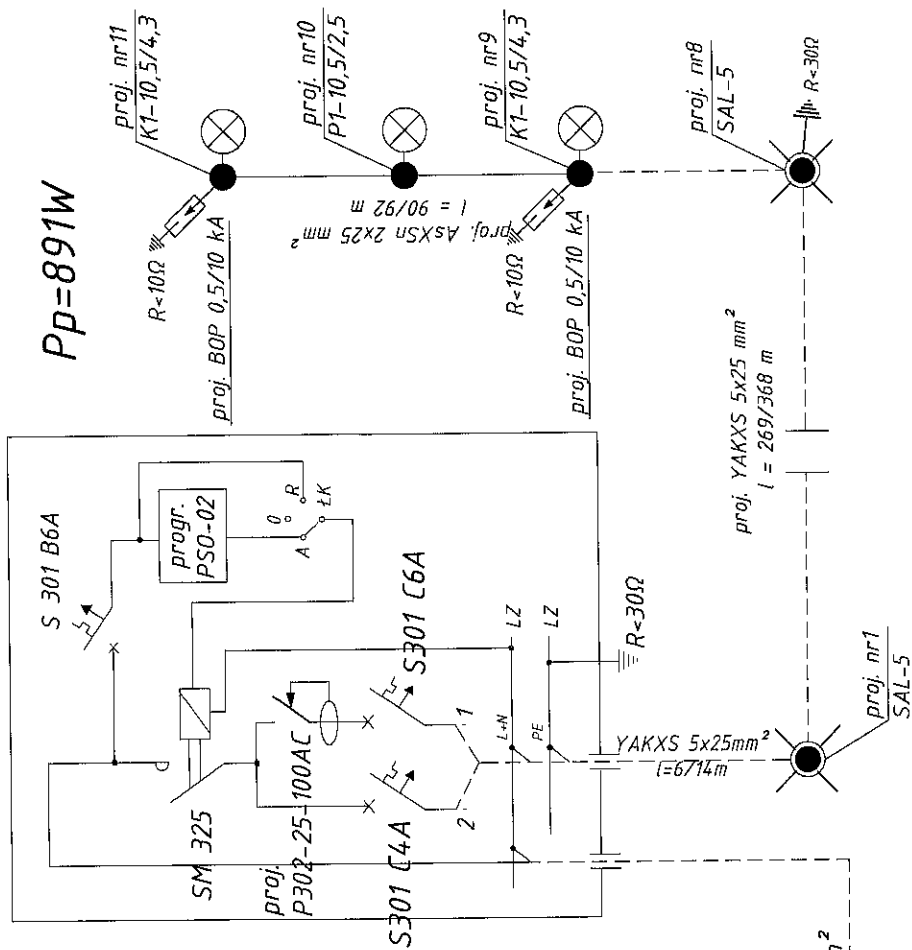 Pp=891W
proj. nr11
K1-10,5/4,3
proj. nr10
P1-10,5/2,5
proj. nr9
K1-10,5/4,3
proj. nr8
SAL-5
R<10Ω
proj. BOP 0,5/10 kA
proj. AsXSn 2x25 mm²
l = 90/92 m
R<10Ω
proj. BOP 0,5/10 kA
R<30Ω
proj. YAKXS 5x25 mm²
l = 269/368 m
S 301 B6A
progr.
PSO-02
A
0
R
ŁK
SM 325
proj.
P302-25-100AC
S301 C6A
S301 C4A
1
2
L+N
LZ
PE
LZ
R<30Ω
YAKXS 5x25mm²
l=6/14m
proj. nr1
SAL-5